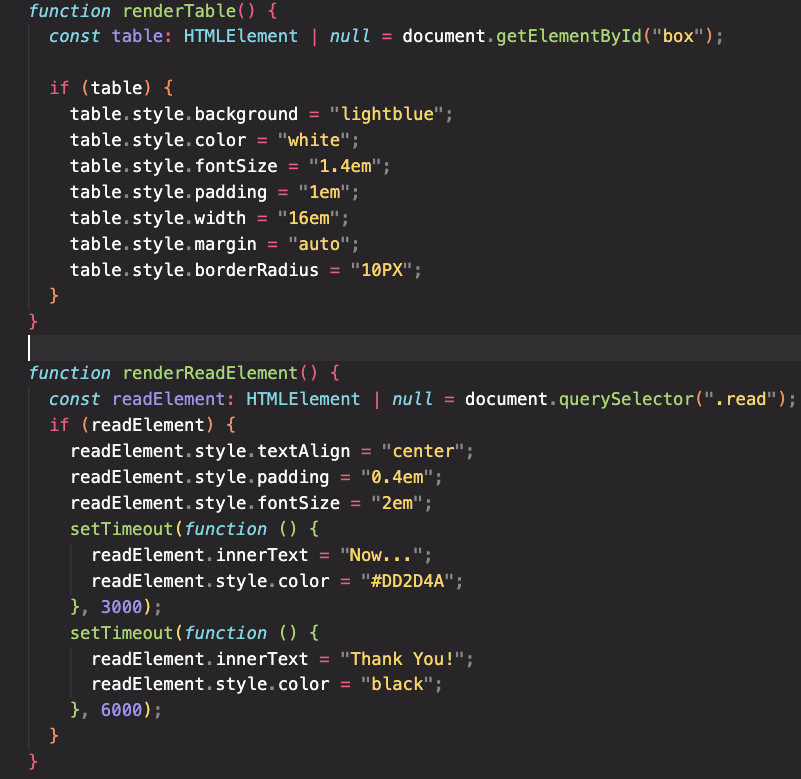 function renderTable() {
  const table: HTMLElement | null = document.getElementById("box");

  if (table) {
    table.style.background = "lightblue";
    table.style.color = "white";
    table.style.fontSize = "1.4em";
    table.style.padding = "1em";
    table.style.width = "16em";
    table.style.margin = "auto";
    table.style.borderRadius = "10PX";
  }
}

function renderReadElement() {
  const readElement: HTMLElement | null = document.querySelector(".read");
  if (readElement) {
    readElement.style.textAlign = "center";
    readElement.style.padding = "0.4em";
    readElement.style.fontSize = "2em";
    setTimeout(function () {
      readElement.innerText = "Now...";
      readElement.style.color = "#DD2D4A";
    }, 3000);
    setTimeout(function () {
      readElement.innerText = "Thank You!";
      readElement.style.color = "black";
    }, 6000);
  }
}